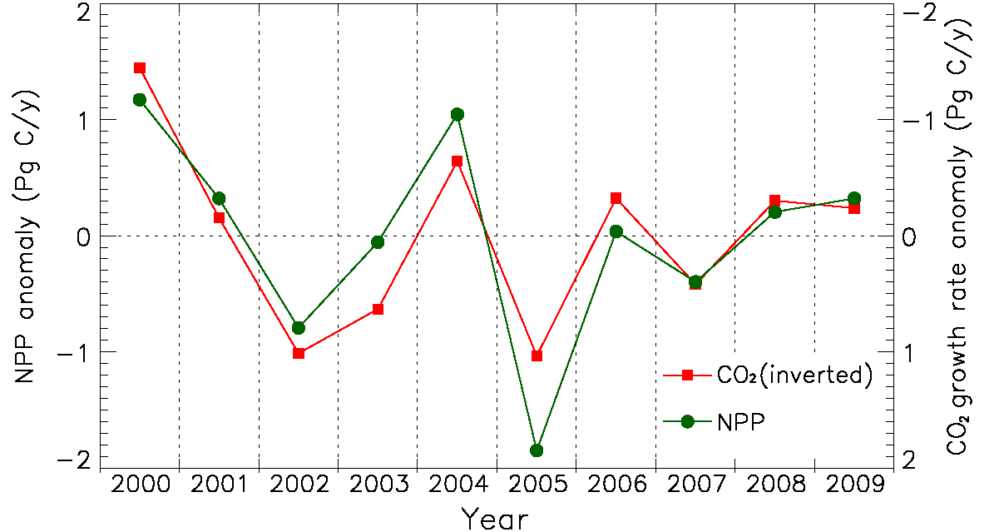 2
1
0
−1
−2
NPP anomaly (Pg C/y)
−2
−1
0
1
2
CO₂ growth rate anomaly (Pg C/y)
CO₂(inverted)
NPP
2000 2001 2002 2003 2004 2005 2006 2007 2008 2009
Year